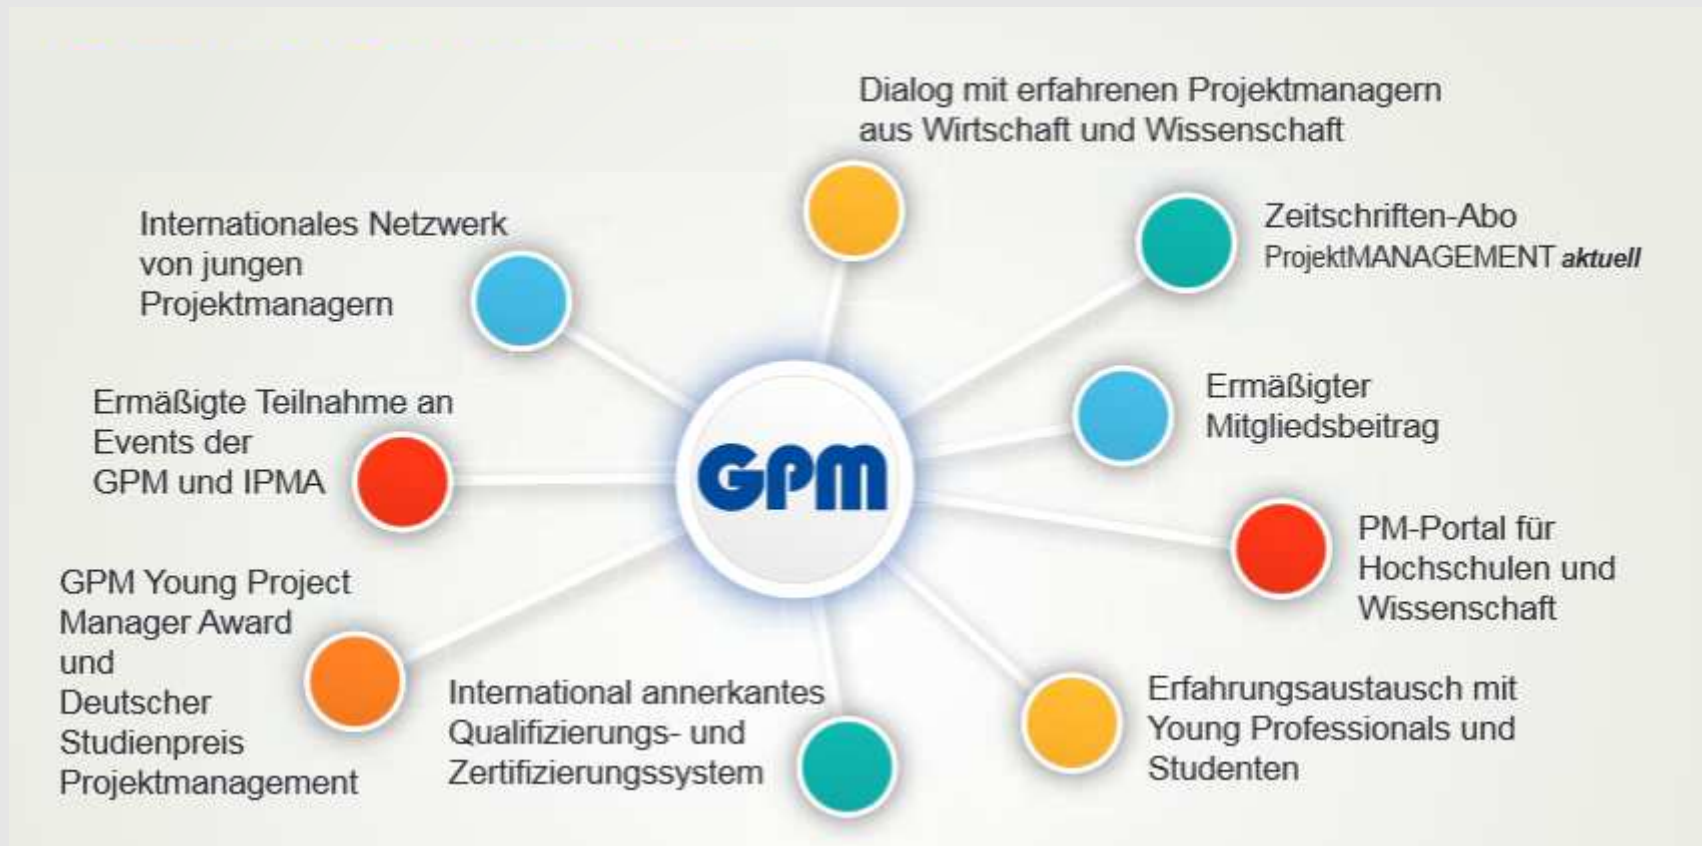 Dialog mit erfahrenen Projektmanagern
aus Wirtschaft und Wissenschaft
Zeitschriften-Abo
ProjektMANAGEMENT aktuell
Internationales Netzwerk
von jungen
Projektmanagern
Ermäßigter
Mitgliedsbeitrag
Ermäßigte Teilnahme an
Events der
GPM und IPMA
GPM
PM-Portal für
Hochschulen und
Wissenschaft
GPM Young Project
Manager Award
und
Deutscher
Studienpreis
Projektmanagement
International annerkantes
Qualifizierungs- und
Zertifizierungssystem
Erfahrungsaustausch mit
Young Professionals und
Studenten